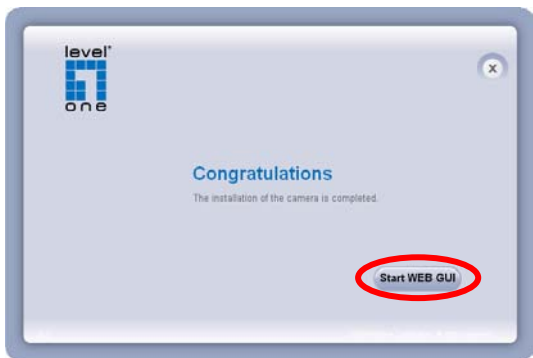 level
one
x
Congratulations
The installation of the camera is completed.
Start WEB GUI